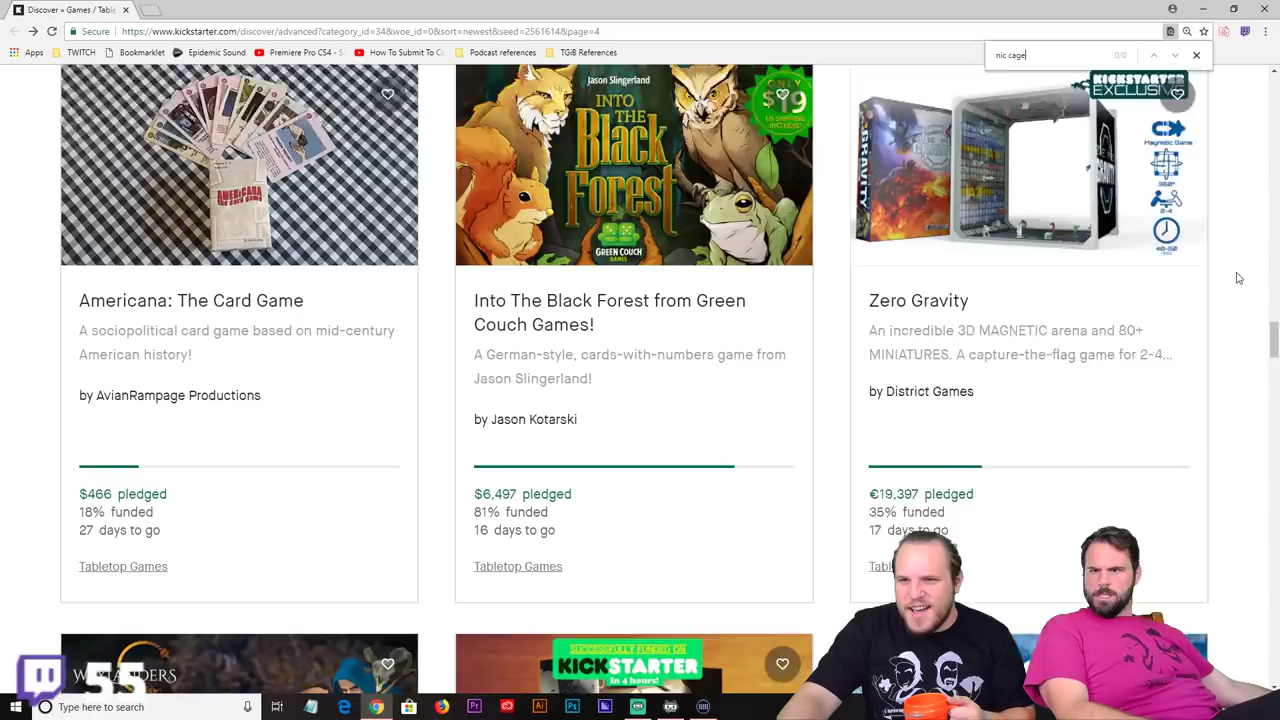 Discover » Games / Table
Secure
https://www.kickstarter.com/discover/advanced?category_id=34&woe_id=0&sort=newest&seed=2561614&page=4
Apps
TWITCH
Bookmarklet
Epidemic Sound
Premiere Pro CS4 -
How To Submit To Co
Podcast references
TGiB References
nic cage
0/0
AMERICANA
Jason Slingerland
INTO
THE
Black
Forest
GREEN COUCH
GAMES
ONLY
$19
US SHIPPING
INCLUDED!
KICKSTARTER
EXCLUSIVE
GRAVITY
Magnetic Game
360°
2-4
40-60
Americana: The Card Game
A sociopolitical card game based on mid-century
American history!
by AvianRampage Productions
$466 pledged
18% funded
27 days to go
Tabletop Games
Into The Black Forest from Green
Couch Games!
A German-style, cards-with-numbers game from
Jason Slingerland!
by Jason Kotarski
$6,497 pledged
81% funded
16 days to go
Tabletop Games
Zero Gravity
An incredible 3D MAGNETIC arena and 80+
MINIATURES. A capture-the-flag game for 2-4...
by District Games
€19,397 pledged
35% funded
17 days to go
Tabl
SUCCESSFULLY FUNDED ON
KICKSTARTER
in 4 hours!
55
Type here to search